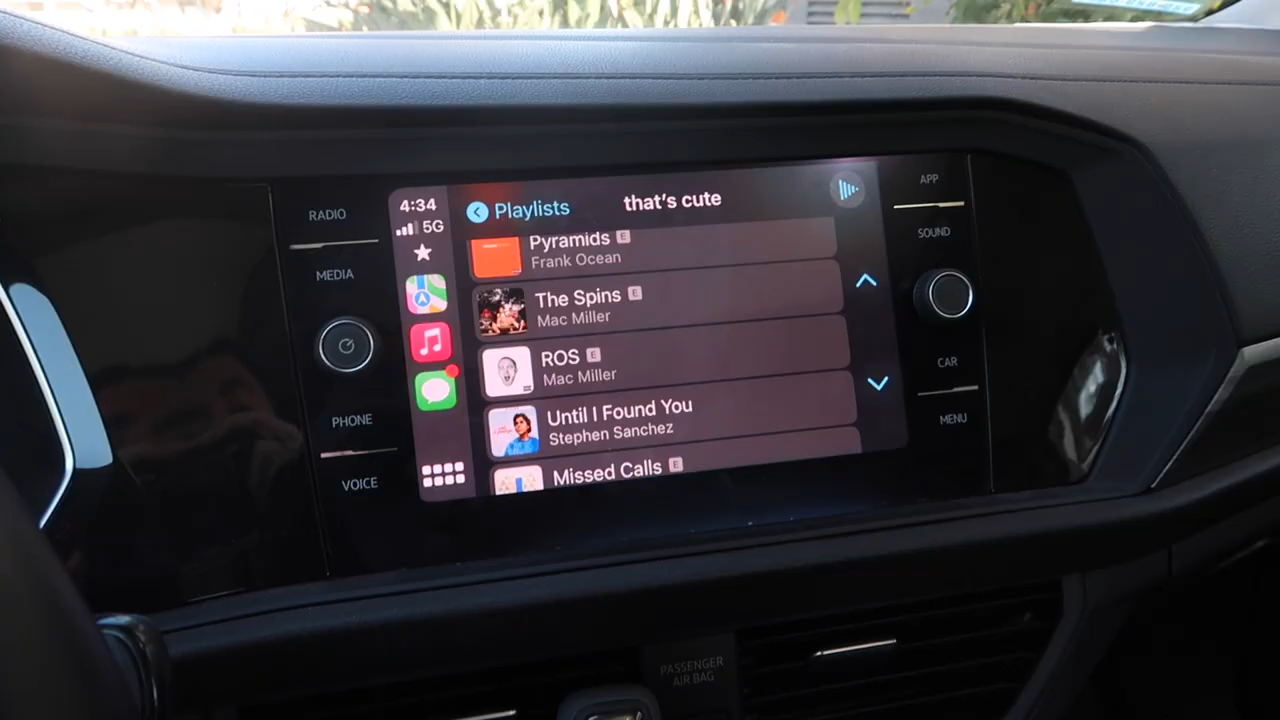 RADIO
MEDIA
PHONE
VOICE
4:34
5G
Playlists
that's cute
Pyramids E
Frank Ocean
The Spins E
Mac Miller
ROS E
Mac Miller
Until I Found You
Stephen Sanchez
Missed Calls E
APP
SOUND
CAR
MENU
PASSENGER
AIR BAG